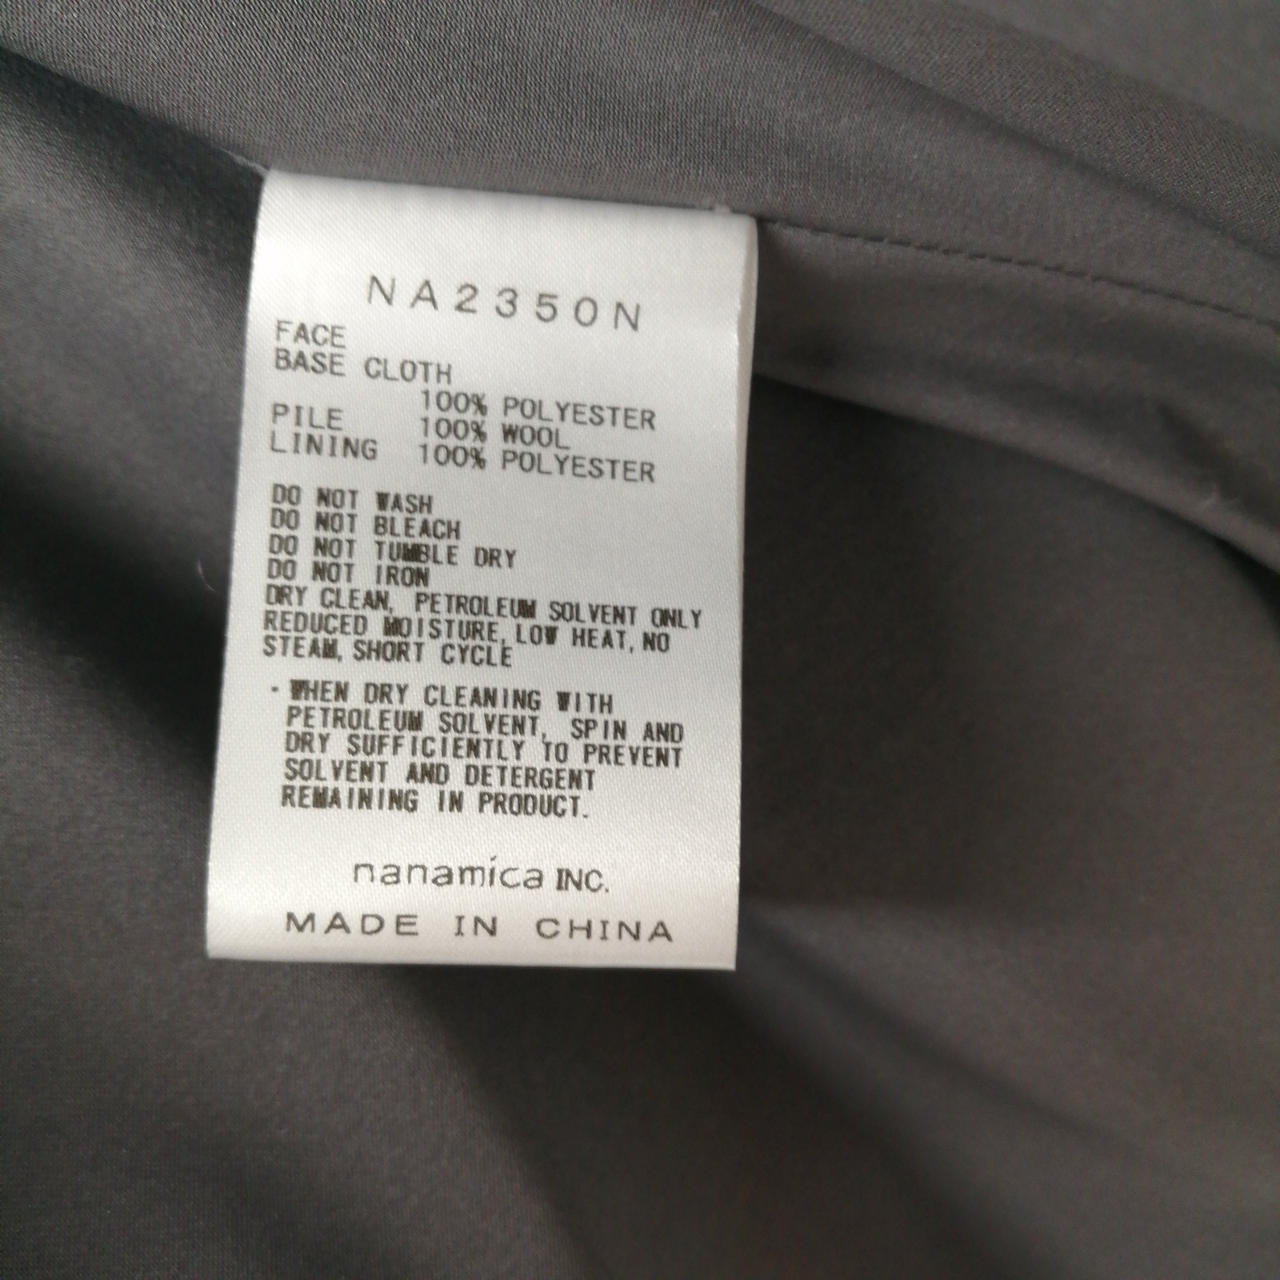 NA2350N
FACE
BASE CLOTH
100% POLYESTER
PILE 100% WOOL
LINING 100% POLYESTER
DO NOT WASH
DO NOT BLEACH
DO NOT TUMBLE DRY
DO NOT IRON
DRY CLEAN, PETROLEUM SOLVENT ONLY
REDUCED MOISTURE, LOW HEAT, NO
STEAM, SHORT CYCLE
・WHEN DRY CLEANING WITH
PETROLEUM SOLVENT, SPIN AND
DRY SUFFICIENTLY TO PREVENT
SOLVENT AND DETERGENT
REMAINING IN PRODUCT.
nanamica INC.
MADE IN CHINA